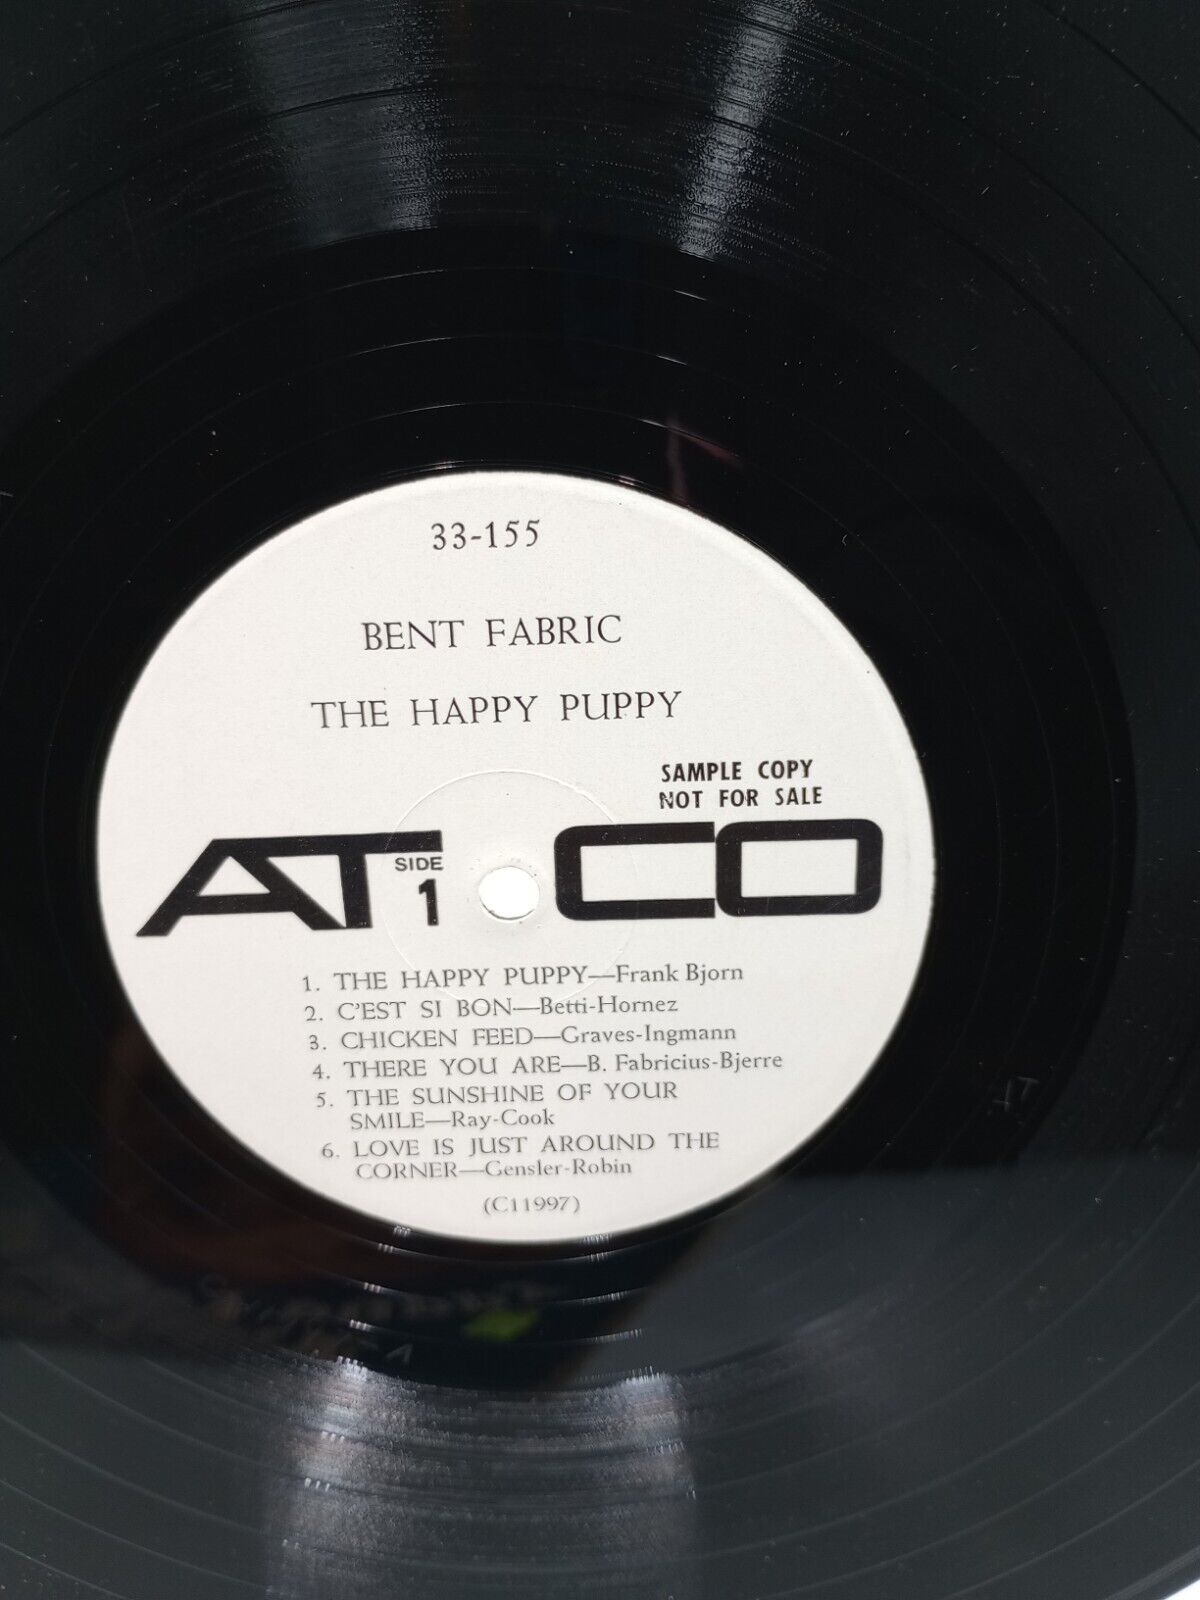 33-155
BENT FABRIC
THE HAPPY PUPPY
SAMPLE COPY
NOT FOR SALE
ATCO
SIDE
1
1. THE HAPPY PUPPY—Frank Bjorn
2. C'EST SI BON—Betti-Hornez
3. CHICKEN FEED—Graves-Ingmann
4. THERE YOU ARE—B. Fabricius-Bjerre
5. THE SUNSHINE OF YOUR
SMILE—Ray-Cook
6. LOVE IS JUST AROUND THE
CORNER—Gensler-Robin
(C11997)